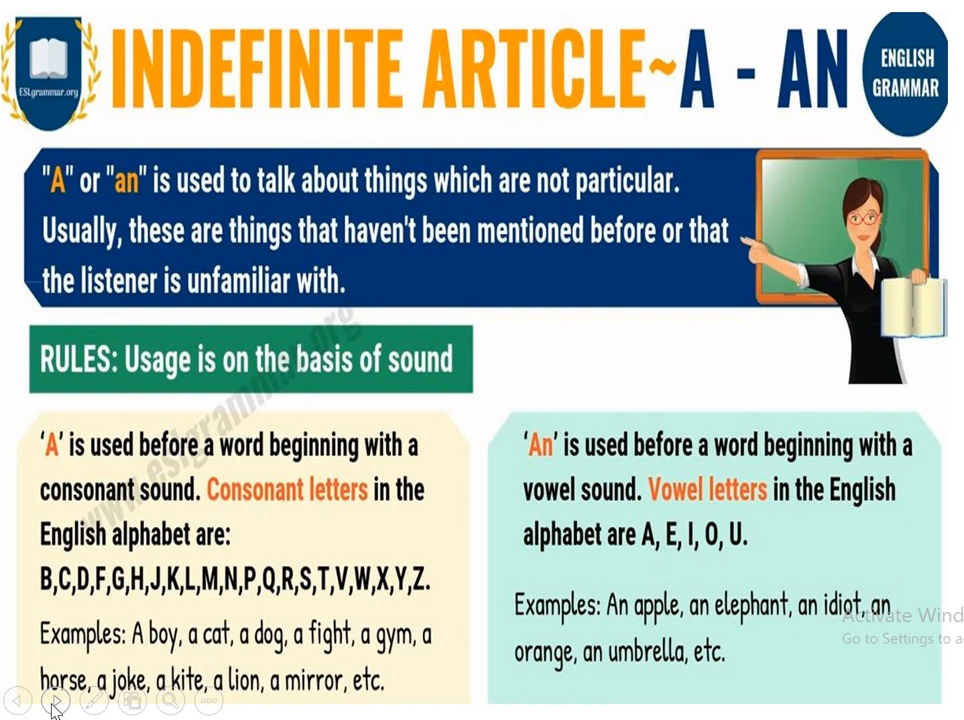 ESLgrammar.org
INDEFINITE ARTICLE~A - AN
ENGLISH
GRAMMAR
"A" or "an" is used to talk about things which are not particular.
Usually, these are things that haven't been mentioned before or that
the listener is unfamiliar with.
RULES: Usage is on the basis of sound
www.eslgrammar.org
'A' is used before a word beginning with a
consonant sound. Consonant letters in the
English alphabet are:
B,C,D,F,G,H,J,K,L,M,N,P,Q,R,S,T,V,W,X,Y,Z.
Examples: A boy, a cat, a dog, a fight, a gym, a
horse, a joke, a kite, a lion, a mirror, etc.
'An' is used before a word beginning with a
vowel sound. Vowel letters in the English
alphabet are A, E, I, O, U.
Examples: An apple, an elephant, an idiot, an
orange, an umbrella, etc.
Activate Wind
Go to Settings to a